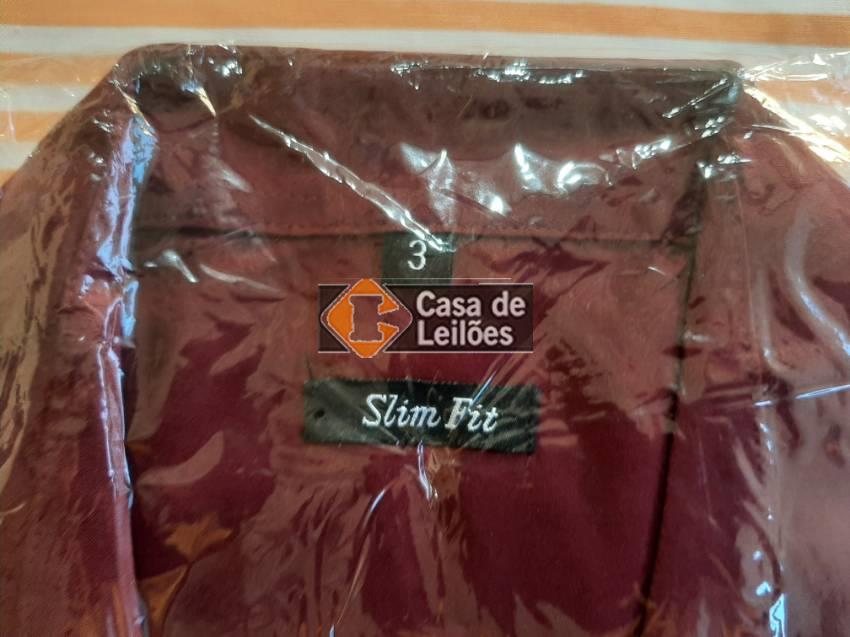 3
Casa de
Leilões
Slim Fit